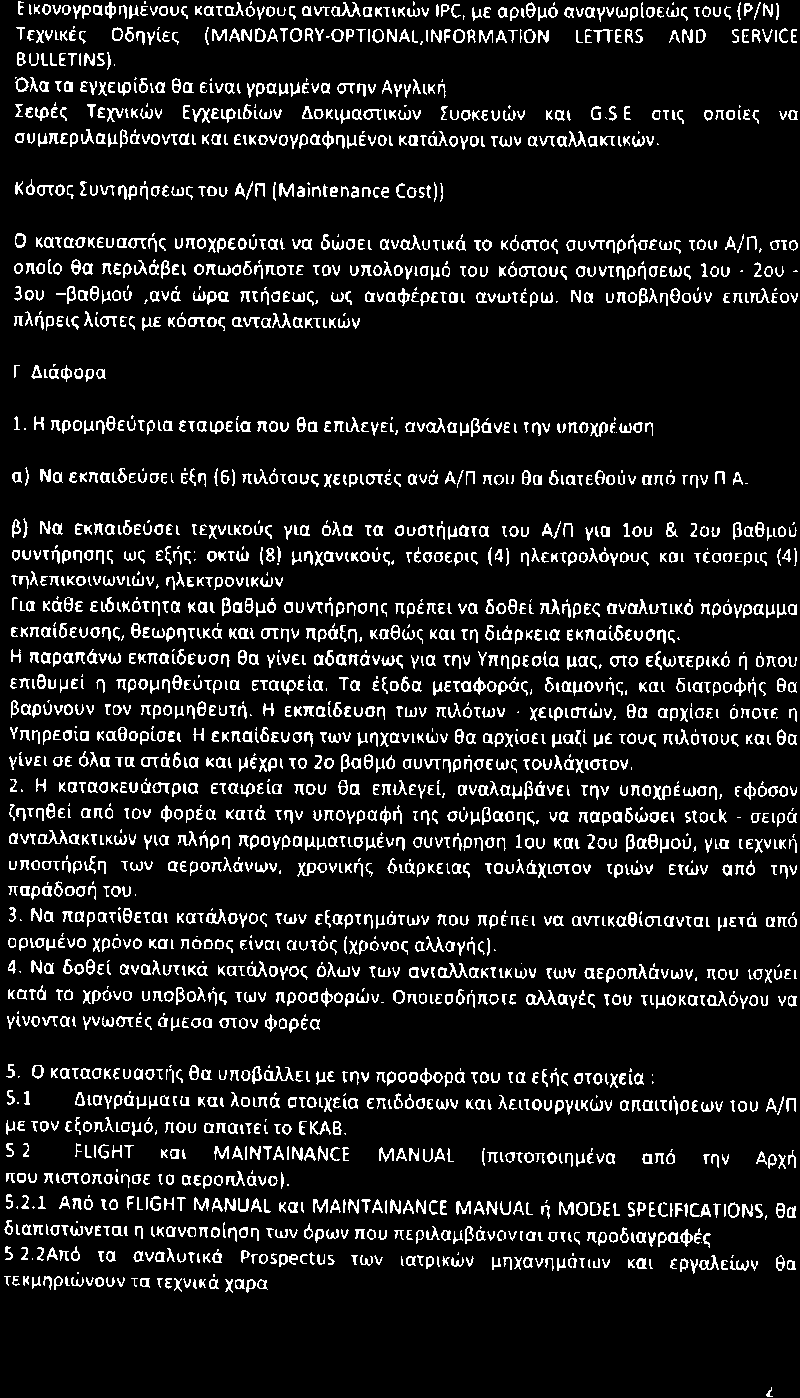 Εικονογραφημένους καταλόγους ανταλλακτικών IPC, με αριθμό αναγνωρίσεώς τους (P/N)
Τεχνικές Οδηγίες (MANDATORY-OPTIONAL,INFORMATION LETTERS AND SERVICE
BULLETINS).
Όλα τα εγχειρίδια θα είναι γραμμένα στην Αγγλική
Σειρές Τεχνικών Εγχειριδίων Δοκιμαστικών Συσκευών και G.S E στις οποίες να
συμπεριλαμβάνονται και εικονογραφημένοι κατάλογοι των ανταλλακτικών.
Κόστος Συντηρήσεως του Α/Π (Maintenance Cost))
Ο κατασκευαστής υποχρεούται να δώσει αναλυτικά το κόστος συντηρήσεως του Α/Π, στο
οποίο θα περιλάβει οπωσδήποτε τον υπολογισμό του κόστους συντηρήσεως 1ου - 2ου -
3ου –βαθμού ,ανά ώρα πτήσεως, ως αναφέρεται ανωτέρω. Να υποβληθούν επιπλέον
πλήρεις λίστες με κόστος ανταλλακτικών
Γ Διάφορα
1. Η προμηθεύτρια εταιρεία που θα επιλεγεί, αναλαμβάνει την υποχρέωση
α) Να εκπαιδεύσει έξη (6) πιλότους χειριστές ανά Α/Π που θα διατεθούν από την Π Α.
β) Να εκπαιδεύσει τεχνικούς για όλα τα συστήματα του Α/Π για 1ου & 2ου βαθμού
συντήρησης ως εξής: οκτώ (8) μηχανικούς, τέσσερις (4) ηλεκτρολόγους και τέσσερις (4)
τηλεπικοινωνιών, ηλεκτρονικών
Για κάθε ειδικότητα και βαθμό συντήρησης πρέπει να δοθεί πλήρες αναλυτικό πρόγραμμα
εκπαίδευσης, θεωρητικά και στην πράξη, καθώς και τη διάρκεια εκπαίδευσης.
Η παραπάνω εκπαίδευση θα γίνει αδαπάνως για την Υπηρεσία μας, στο εξωτερικό ή όπου
επιθυμεί η προμηθεύτρια εταιρεία. Τα έξοδα μεταφοράς, διαμονής, και διατροφής θα
βαρύνουν τον προμηθευτή. Η εκπαίδευση των πιλότων - χειριστών, θα αρχίσει όποτε η
Υπηρεσία καθορίσει Η εκπαίδευση των μηχανικών θα αρχίσει μαζί με τους πιλότους και θα
γίνει σε όλα τα στάδια και μέχρι το 2ο βαθμό συντηρήσεως τουλάχιστον.
2. Η κατασκευάστρια εταιρεία που θα επιλεγεί, αναλαμβάνει την υποχρέωση, εφόσον
ζητηθεί από τον φορέα κατά την υπογραφή της σύμβασης, να παραδώσει stock - σειρά
ανταλλακτικών για πλήρη προγραμματισμένη συντήρηση 1ου και 2ου βαθμού, για τεχνική
υποστήριξη των αεροπλάνων, χρονικής διάρκειας τουλάχιστον τριών ετών από την
παράδοσή του.
3. Να παρατίθεται κατάλογος των εξαρτημάτων που πρέπει να αντικαθίστανται μετά από
ορισμένο χρόνο και πόσος είναι αυτός (χρόνος αλλαγής).
4. Να δοθεί αναλυτικά κατάλογος όλων των ανταλλακτικών των αεροπλάνων, που ισχύει
κατά το χρόνο υποβολής των προσφορών. Οποιεσδήποτε αλλαγές του τιμοκαταλόγου να
γίνονται γνωστές άμεσα στον φορέα
5. Ο κατασκευαστής θα υποβάλλει με την προσφορά του τα εξής στοιχεία :
5.1 Διαγράμματα και λοιπά στοιχεία επιδόσεων και λειτουργικών απαιτήσεων του Α/Π
με τον εξοπλισμό, που απαιτεί το ΕΚΑΒ.
5 2 FLIGHT και MAINTAINANCE MANUAL (πιστοποιημένα από την Αρχή
που πιστοποίησε το αεροπλάνο).
5.2.1 Από το FLIGHT MANUAL και MAINTAINANCE MANUAL ή MODEL SPECIFICATIONS, θα
διαπιστώνεται η ικανοποίηση των όρων που περιλαμβάνονται στις προδιαγραφές
5 2.2Από τα αναλυτικά Prospectus των ιατρικών μηχανημάτων και εργαλείων θα
τεκμηριώνουν τα τεχνικά χαρα